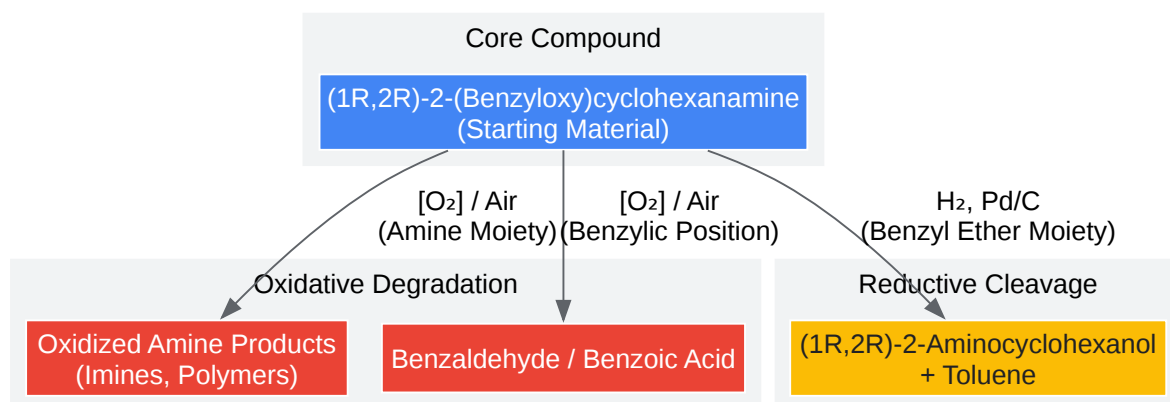 Core Compound
(1R,2R)-2-(Benzyloxy)cyclohexanamine
(Starting Material)
[O₂] / Air
(Amine Moiety)
[O₂] / Air
(Benzylic Position)
H₂, Pd/C
(Benzyl Ether Moiety)
Oxidative Degradation
Oxidized Amine Products
(Imines, Polymers)
Benzaldehyde / Benzoic Acid
Reductive Cleavage
(1R,2R)-2-Aminocyclohexanol
+ Toluene